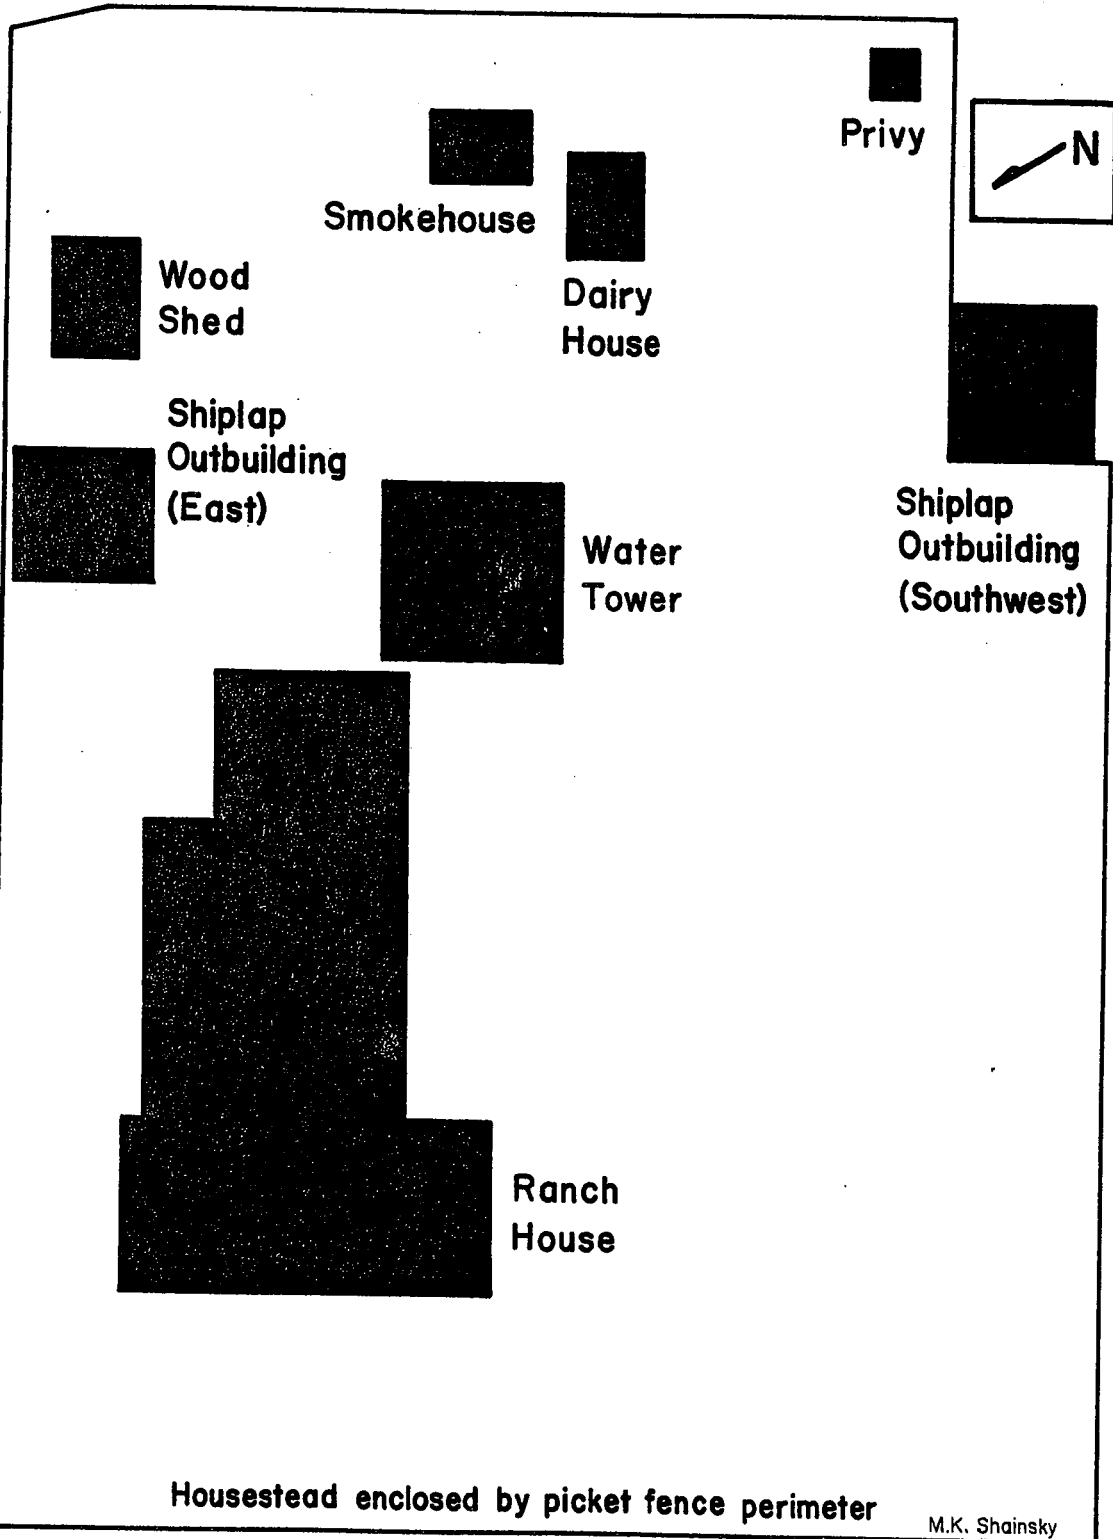 Privy
N
Smokehouse
Wood
Shed
Dairy
House
Shiplap
Outbuilding
(East)
Water
Tower
Shiplap
Outbuilding
(Southwest)
Ranch
House
Housestead enclosed by picket fence perimeter
M.K. Shainsky